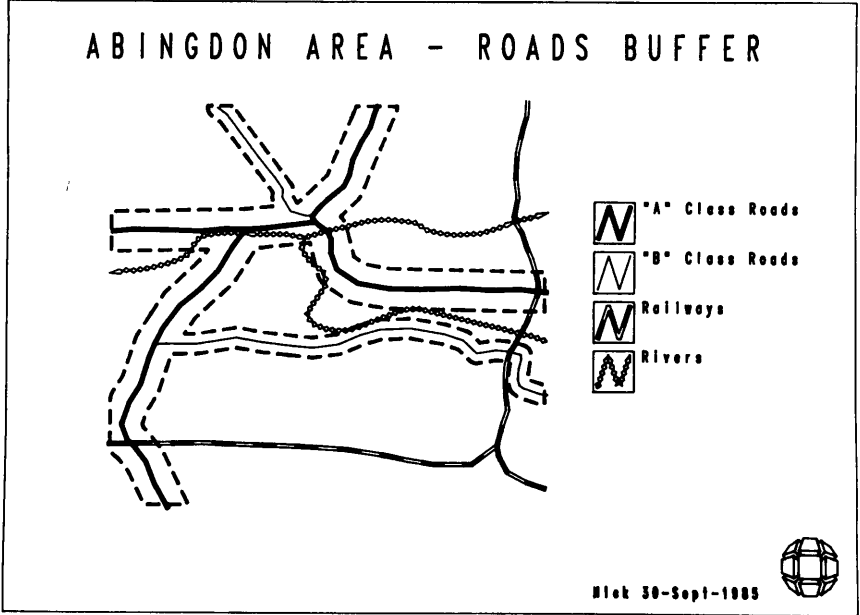 ABINGDON AREA - ROADS BUFFER
"A" Class Roads
"B" Class Roads
Railways
Rivers
Nick 30-Sept-1985